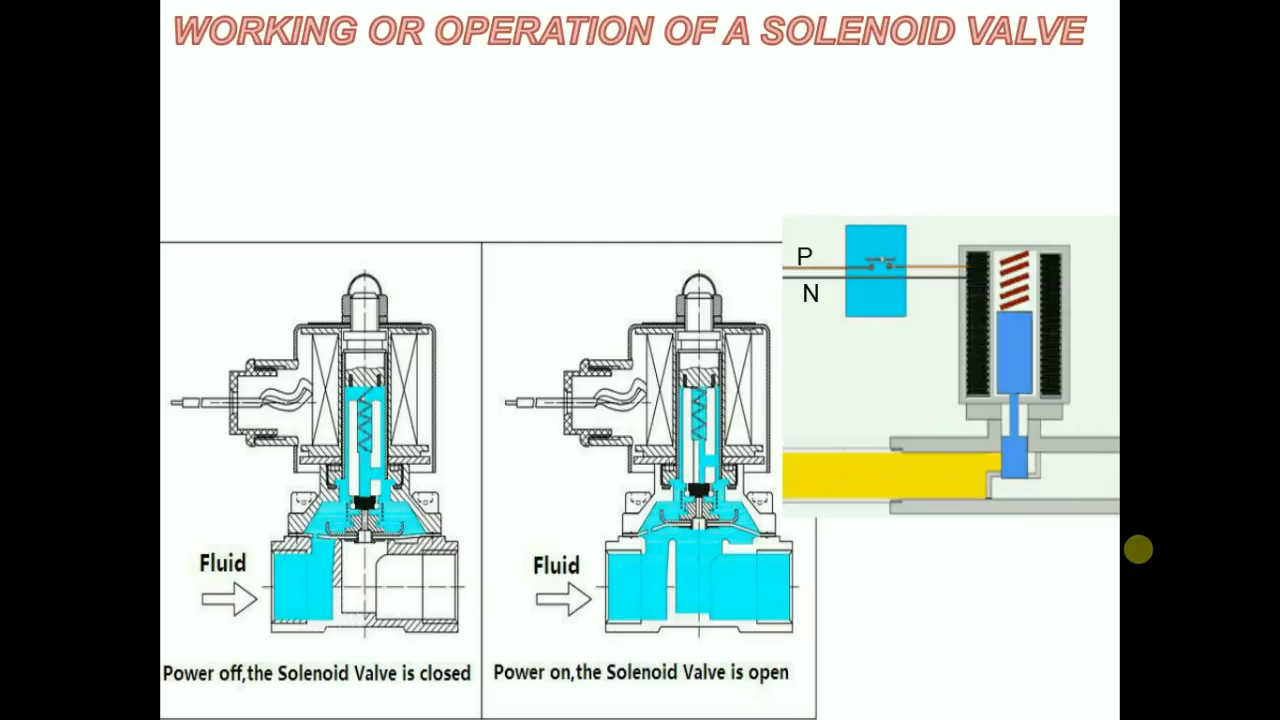 WORKING OR OPERATION OF A SOLENOID VALVE
P
N
Fluid
Fluid
Power off,the Solenoid Valve is closed
Power on,the Solenoid Valve is open